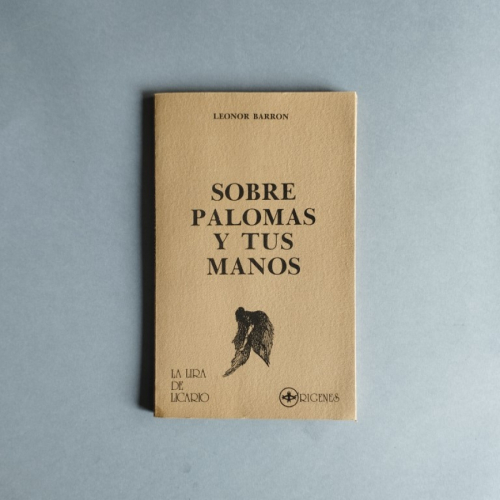 LEONOR BARRON
SOBRE
PALOMAS
Y TUS
MANOS
LA LIRA
DE
LICARIO
ORIGENES